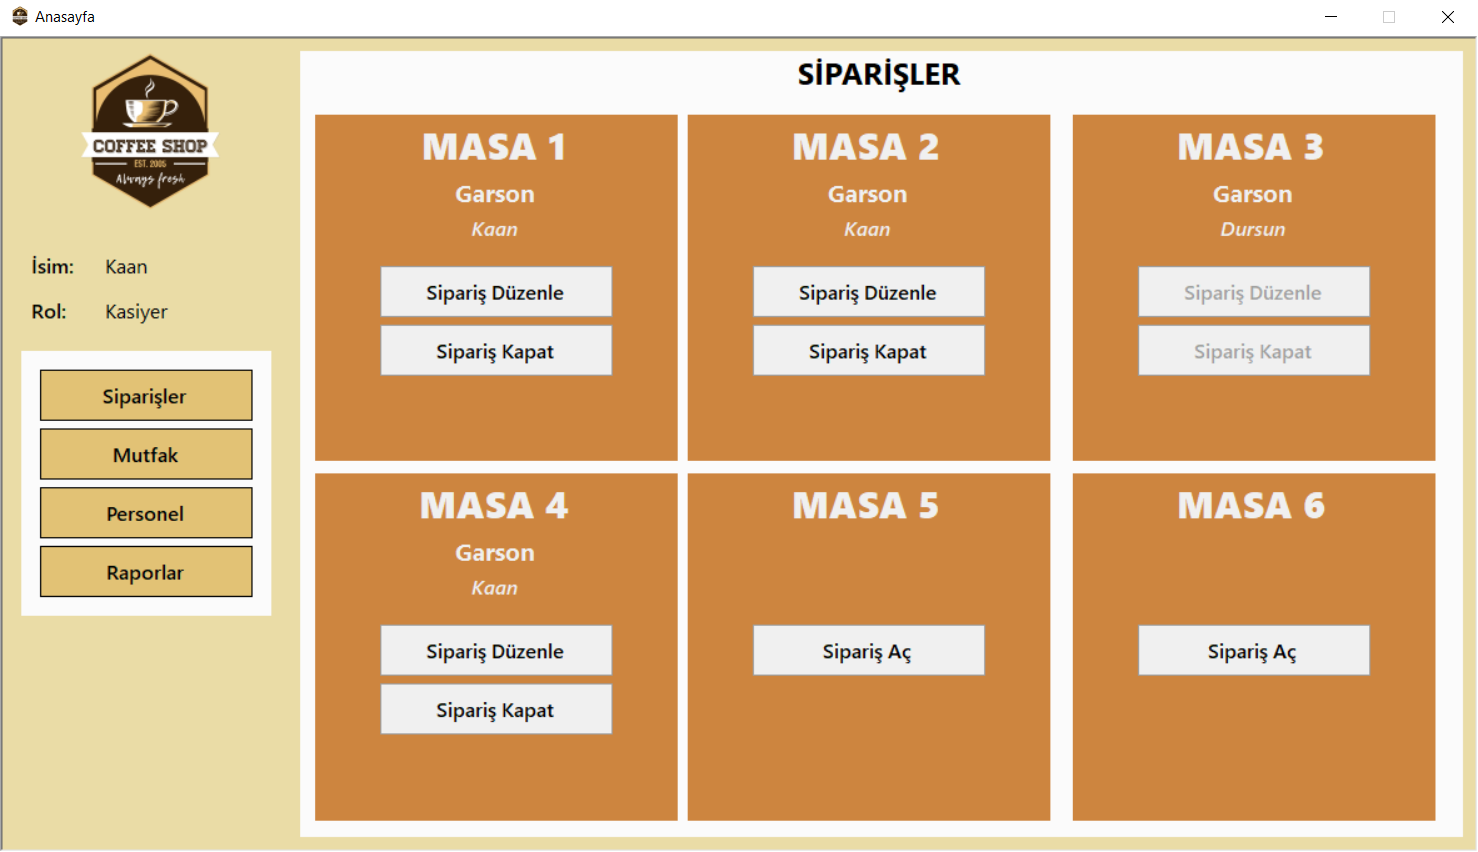 Anasayfa
COFFEE SHOP
EST. 2005
Always fresh
İsim: Kaan
Rol: Kasiyer
Siparişler
Mutfak
Personel
Raporlar
SİPARİŞLER
MASA 1
Garson
Kaan
Sipariş Düzenle
Sipariş Kapat
MASA 2
Garson
Kaan
Sipariş Düzenle
Sipariş Kapat
MASA 3
Garson
Dursun
Sipariş Düzenle
Sipariş Kapat
MASA 4
Garson
Kaan
Sipariş Düzenle
Sipariş Kapat
MASA 5
Sipariş Aç
MASA 6
Sipariş Aç